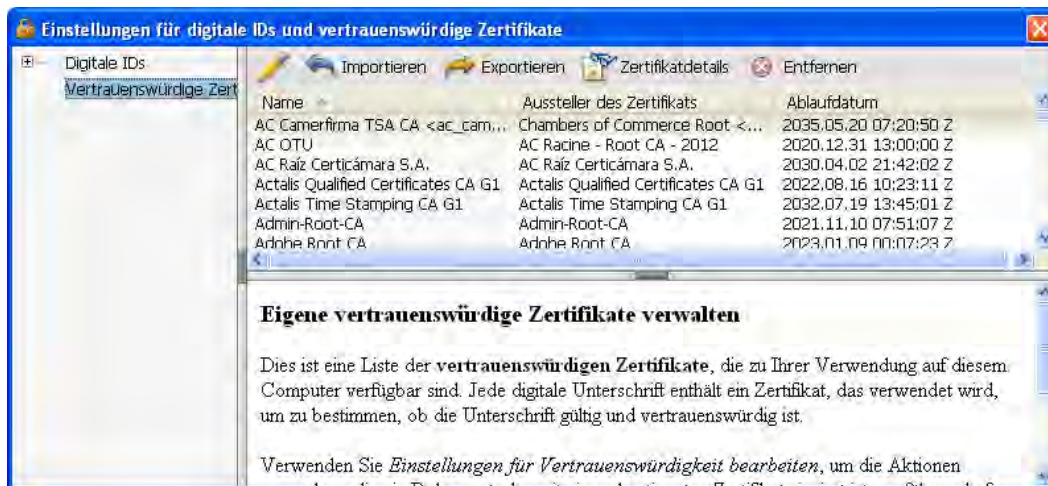 Einstellungen für digitale IDs und vertrauenswürdige Zertifikate
Digitale IDs
Vertrauenswürdige Zert
Importieren Exportieren Zertifikatdetails Entfernen
Name Aussteller des Zertifikats Ablaufdatum
AC Camerfirma TSA CA <ac_cam... Chambers of Commerce Root <... 2035.05.20 07:20:50 Z
AC OTU AC Racine - Root CA - 2012 2020.12.31 13:00:00 Z
AC Raíz Certicámara S.A. AC Raíz Certicámara S.A. 2030.04.02 21:42:02 Z
Actalis Qualified Certificates CA G1 Actalis Qualified Certificates CA G1 2022.08.16 10:23:11 Z
Actalis Time Stamping CA G1 Actalis Time Stamping CA G1 2032.07.19 13:45:01 Z
Admin-Root-CA Admin-Root-CA 2021.11.10 07:51:07 Z
Adobe Root CA Adobe Root CA 2023.01.09 00:07:23 Z
Eigene vertrauenswürdige Zertifikate verwalten
Dies ist eine Liste der vertrauenswürdigen Zertifikate, die zu Ihrer Verwendung auf diesem
Computer verfügbar sind. Jede digitale Unterschrift enthält ein Zertifikat, das verwendet wird,
um zu bestimmen, ob die Unterschrift gültig und vertrauenswürdig ist.
Verwenden Sie Einstellungen für Vertrauenswürdigkeit bearbeiten, um die Aktionen